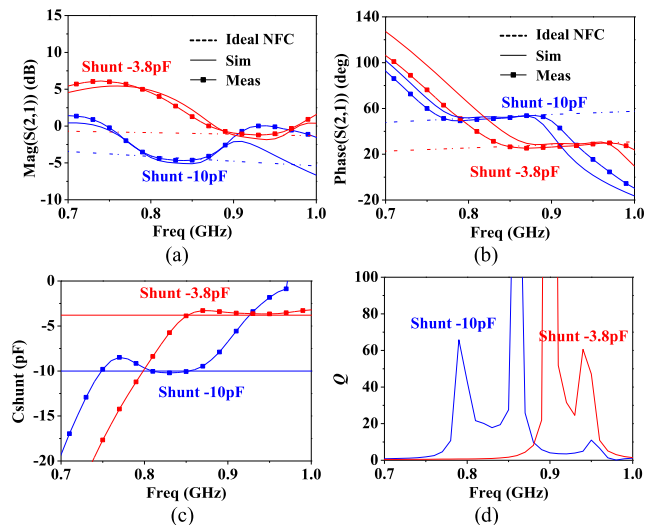 15
10
5
0
-5
-10
Mag(S(2,1)) (dB)
Shunt -3.8pF
Ideal NFC
Sim
Meas
Shunt -10pF
0.7 0.8 0.9 1.0
Freq (GHz)
(a)
140
100
60
20
-20
Phase(S(2,1)) (deg)
Ideal NFC
Sim
Meas
Shunt -10pF
Shunt -3.8pF
0.7 0.8 0.9 1.0
Freq (GHz)
(b)
0
-5
-10
-15
-20
Cshunt (pF)
Shunt -3.8pF
Shunt -10pF
0.7 0.8 0.9 1.0
Freq (GHz)
(c)
100
80
60
40
20
0
Q
Shunt -10pF
Shunt -3.8pF
0.7 0.8 0.9 1.0
Freq (GHz)
(d)